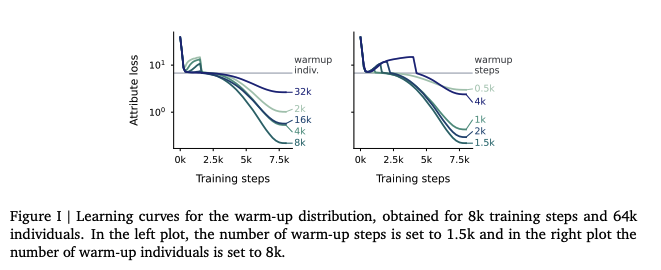 Attribute loss
10¹
10⁰
0k 2.5k 5k 7.5k
Training steps
warmup
indiv.
32k
2k
16k
4k
8k
0k 2.5k 5k 7.5k
Training steps
warmup
steps
0.5k
4k
1k
2k
1.5k
Figure I | Learning curves for the warm-up distribution, obtained for 8k training steps and 64k
individuals. In the left plot, the number of warm-up steps is set to 1.5k and in the right plot the
number of warm-up individuals is set to 8k.